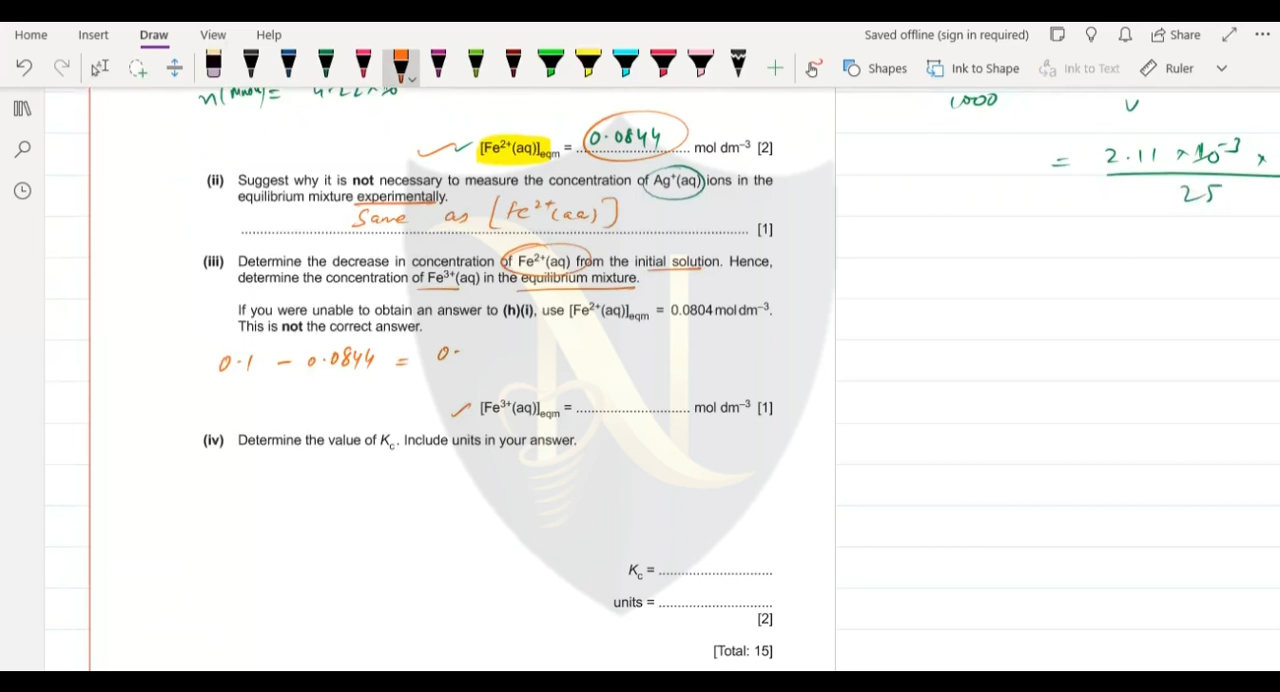 Home Insert Draw View Help Saved offline (sign in required) Share
Shapes Ink to Shape Ink to Text Ruler
1000 V
[Fe²⁺(aq)]eqm = 0.0844 mol dm⁻³ [2]
= 2.11 × 10⁻³ ×
25
(ii) Suggest why it is not necessary to measure the concentration of Ag⁺(aq) ions in the
equilibrium mixture experimentally.
Same as [Fe²⁺(aq)]
[1]
(iii) Determine the decrease in concentration of Fe²⁺(aq) from the initial solution. Hence,
determine the concentration of Fe³⁺(aq) in the equilibrium mixture.
If you were unable to obtain an answer to (h)(i), use [Fe²⁺(aq)]eqm = 0.0804 mol dm⁻³.
This is not the correct answer.
0.1 - 0.0844 = 0.
[Fe³⁺(aq)]eqm = .............................. mol dm⁻³ [1]
(iv) Determine the value of Kc. Include units in your answer.
Kc = ..............................
units = ..............................
[2]
[Total: 15]